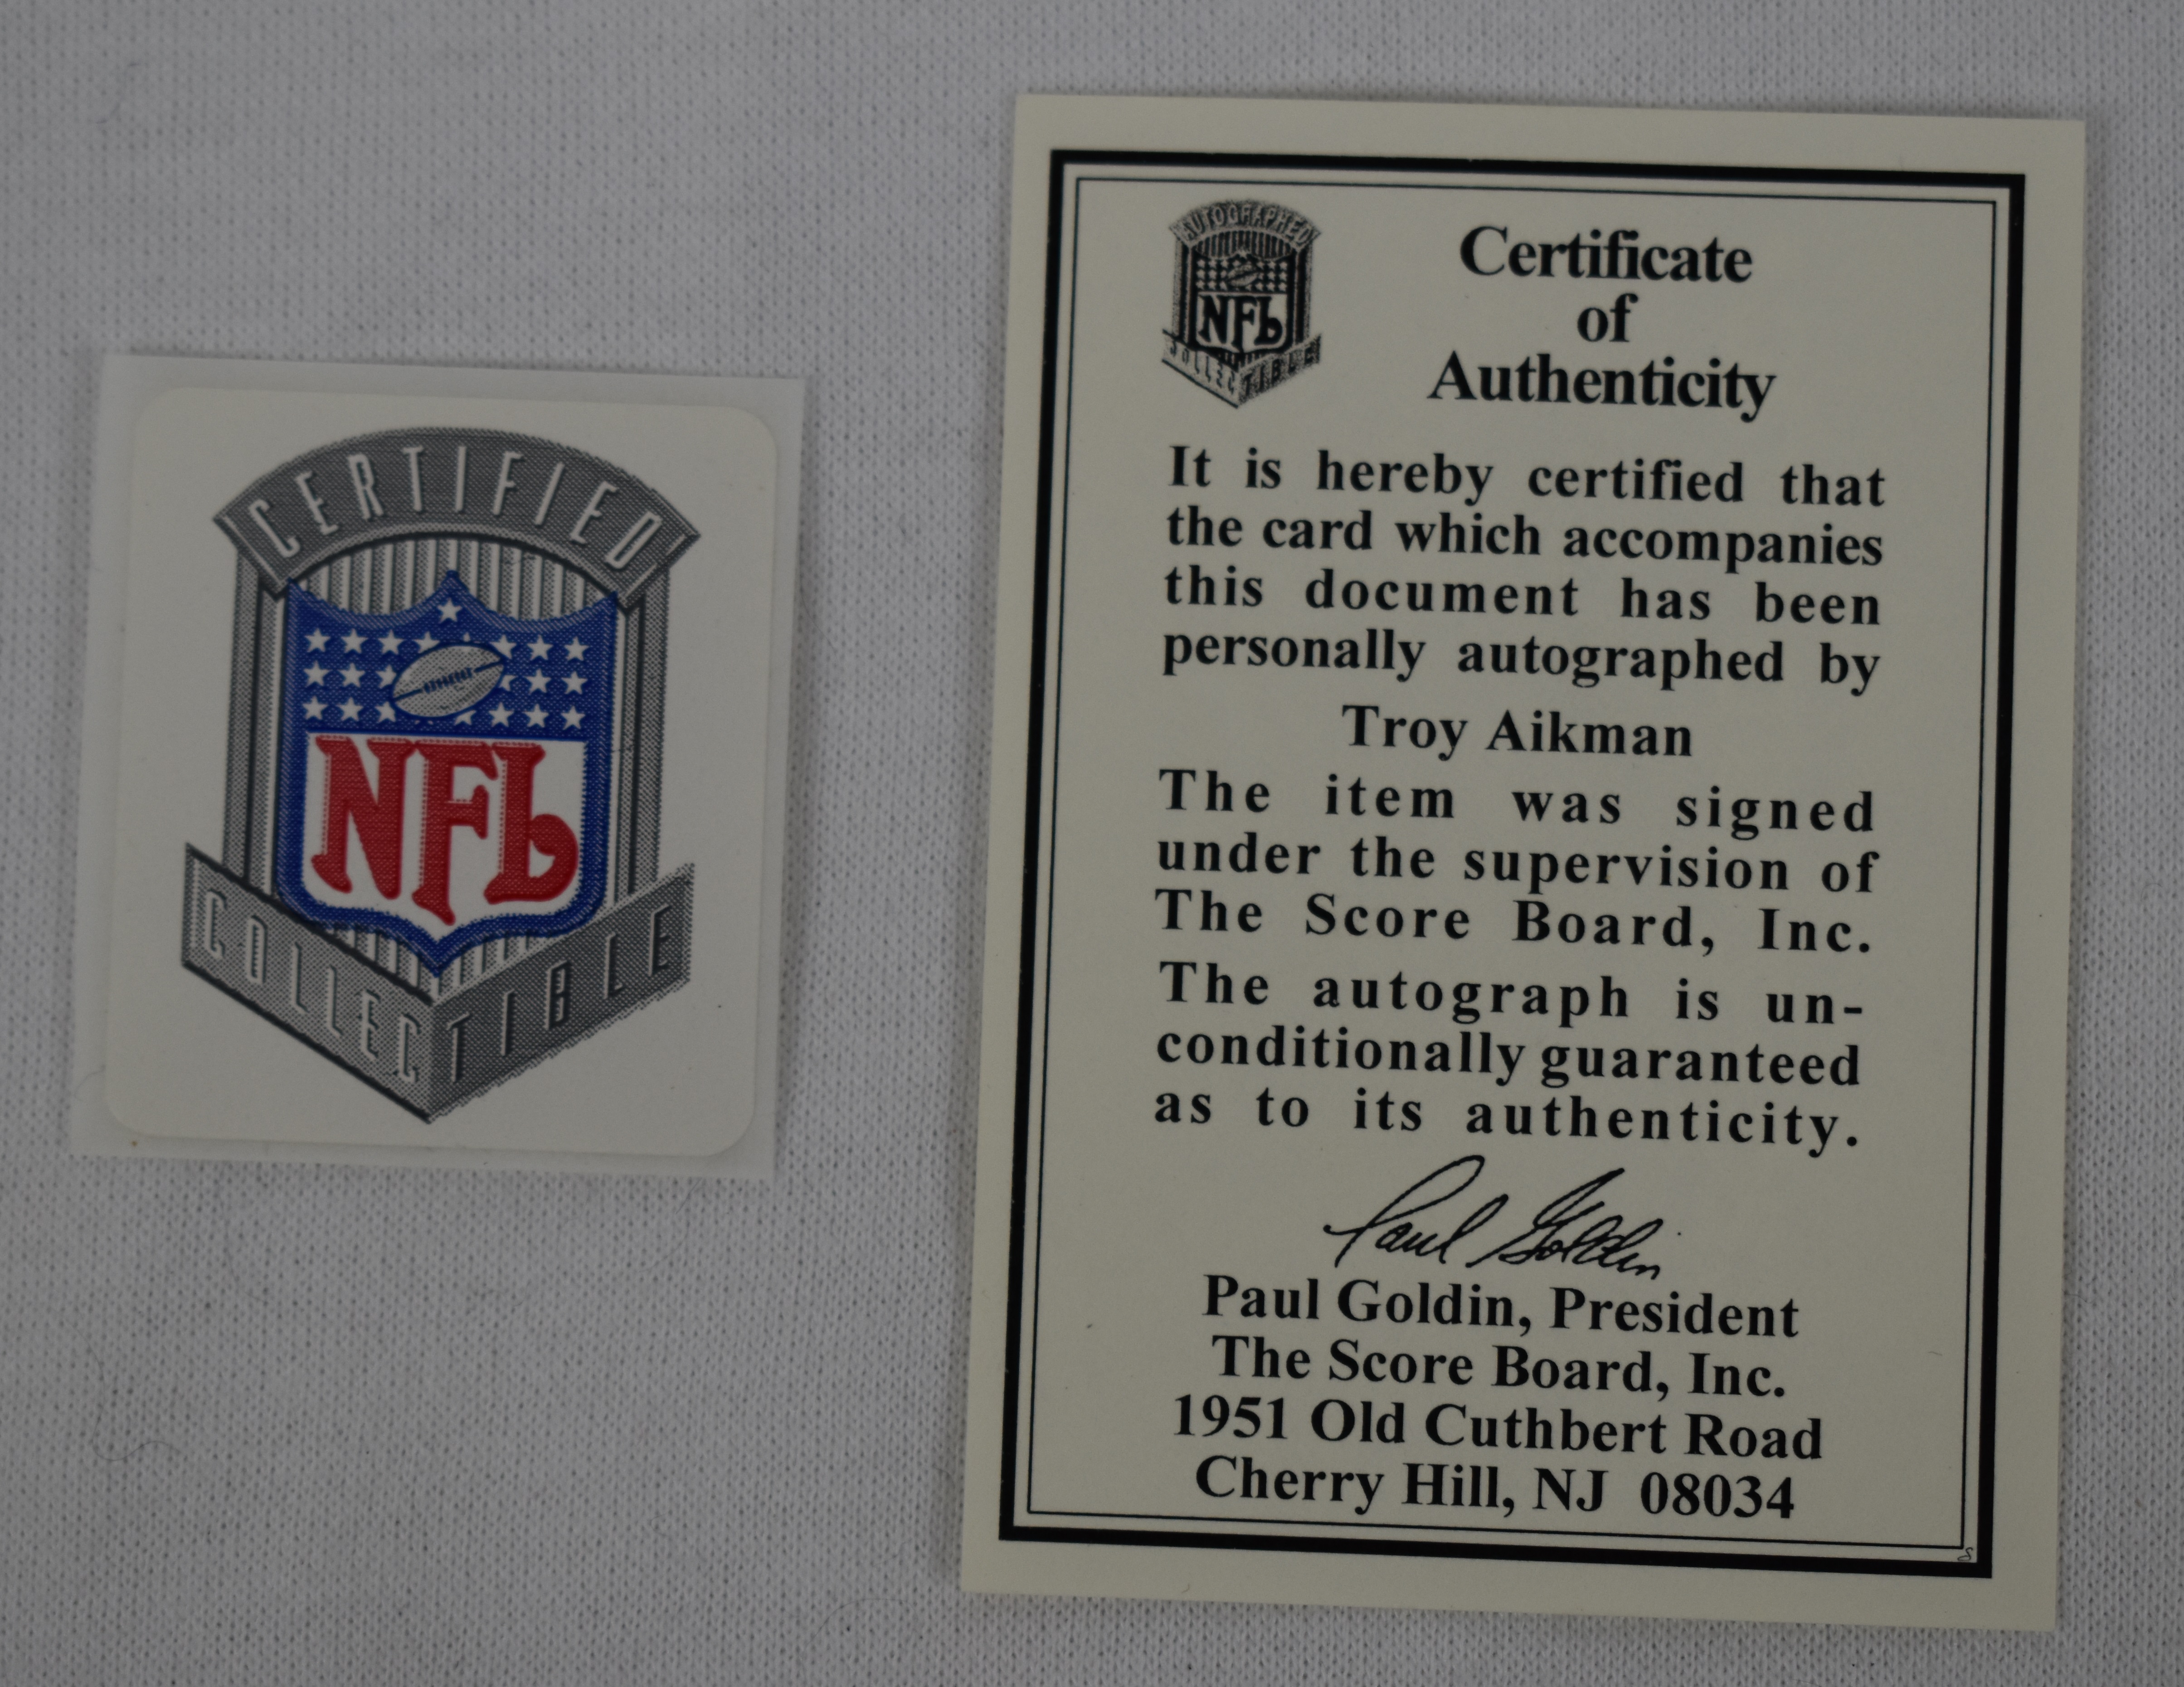 CERTIFIED
NFL
COLLECTIBLE
AUTOGRAPHED
NFL
COLLECTIBLE
Certificate
of
Authenticity
It is hereby certified that
the card which accompanies
this document has been
personally autographed by
Troy Aikman
The item was signed
under the supervision of
The Score Board, Inc.
The autograph is un-
conditionally guaranteed
as to its authenticity.
Paul Goldin
Paul Goldin, President
The Score Board, Inc.
1951 Old Cuthbert Road
Cherry Hill, NJ 08034